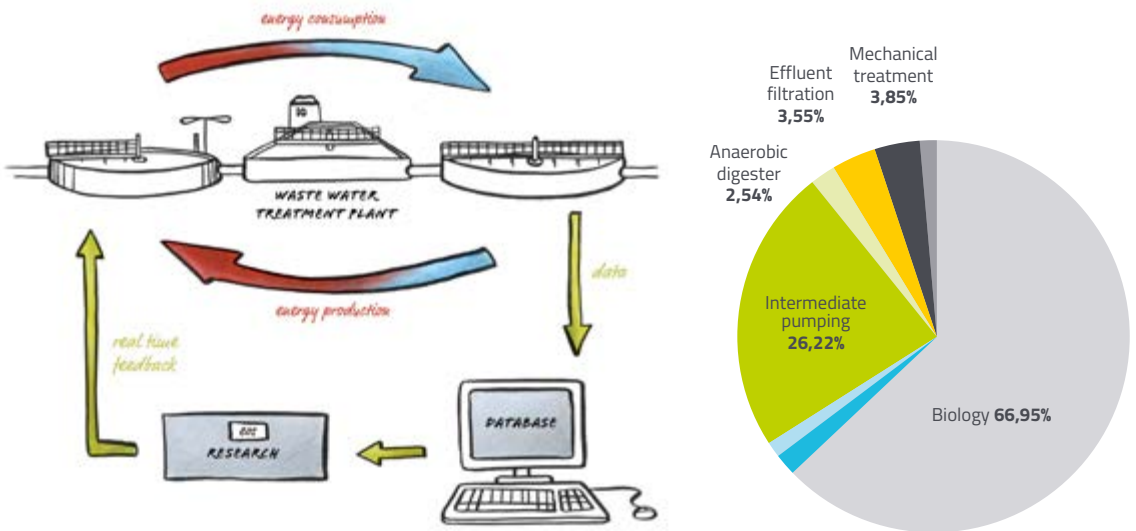 energy consumption
WASTE WATER
TREATMENT PLANT
energy production
data
real time
feedback
RESEARCH
DATABASE
Mechanical
treatment
3,85%
Effluent
filtration
3,55%
Anaerobic
digester
2,54%
Intermediate
pumping
26,22%
Biology 66,95%